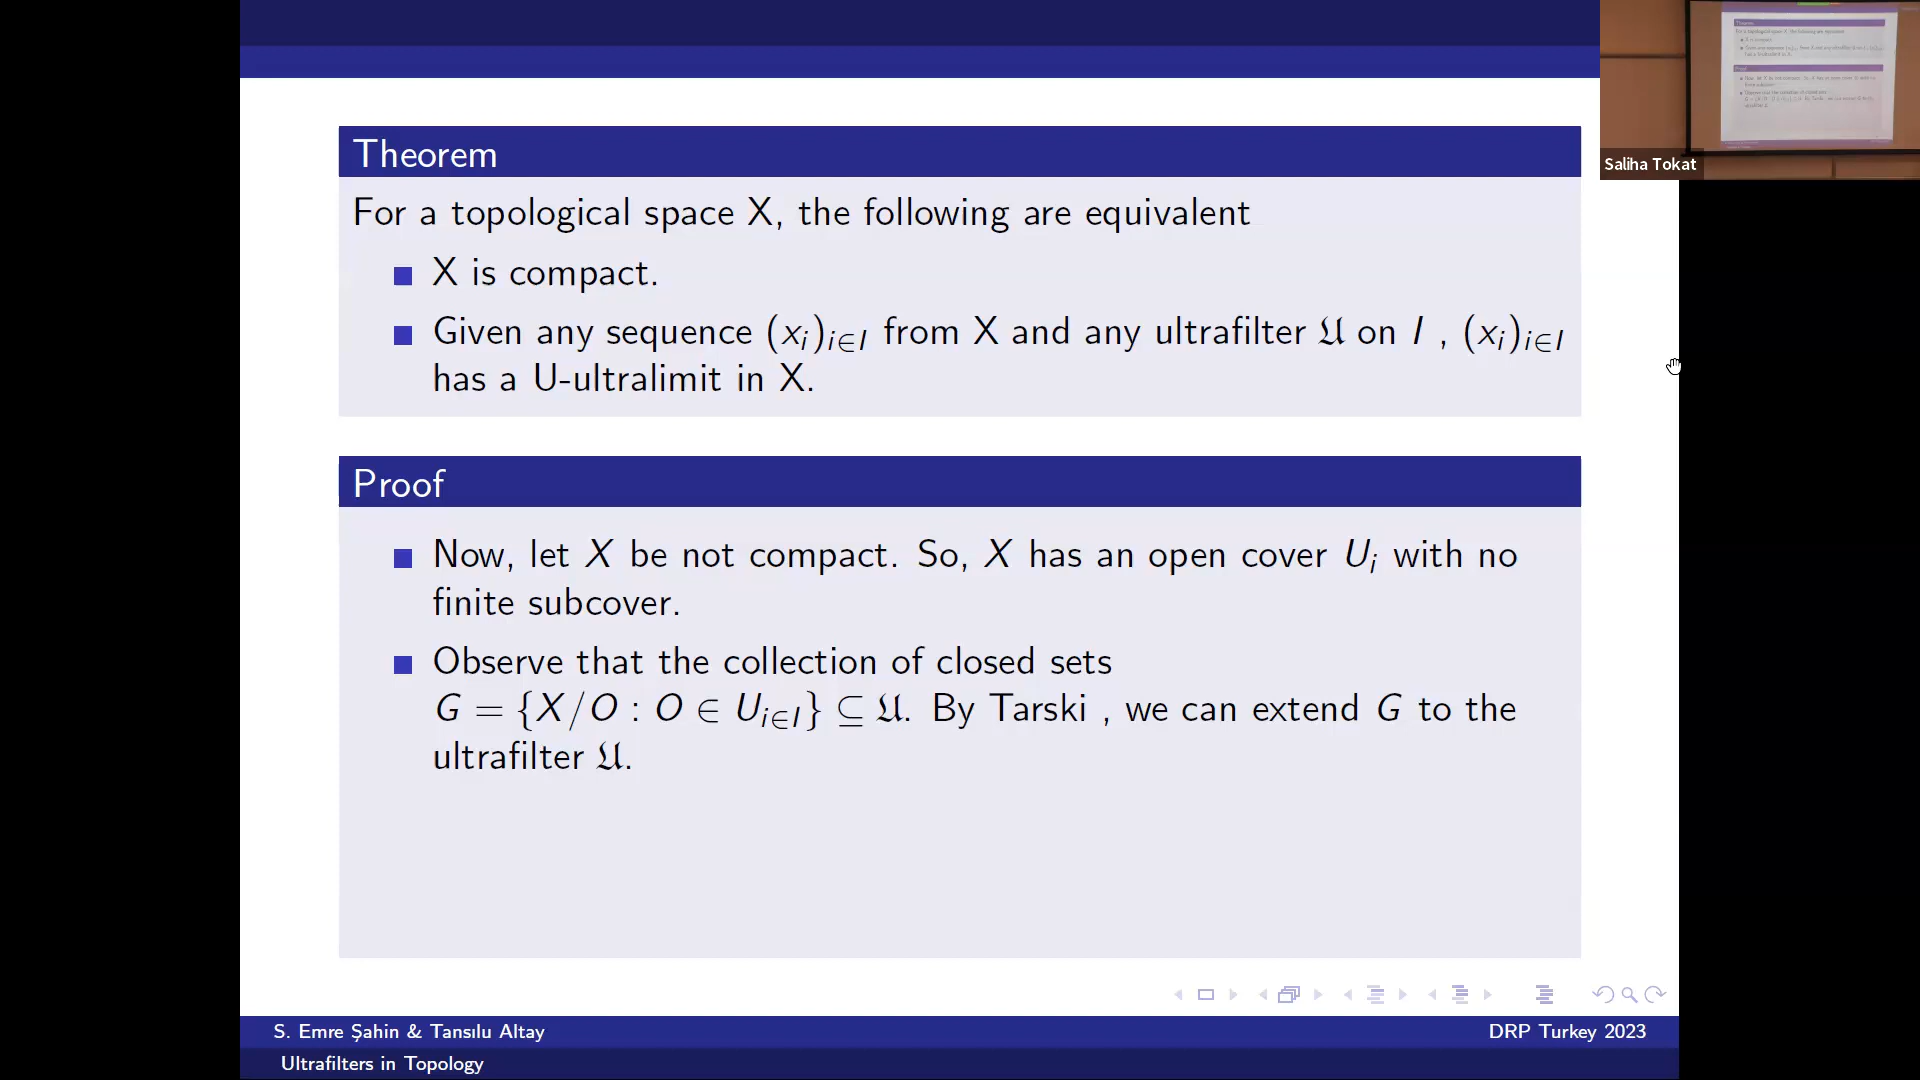 Theorem
For a topological space X, the following are equivalent
X is compact.
Given any sequence (x_i)_{i∈I} from X and any ultrafilter 𝔘 on I , (x_i)_{i∈I}
has a U-ultralimit in X.
Proof
Now, let X be not compact. So, X has an open cover U_i with no
finite subcover.
Observe that the collection of closed sets
G = {X/O : O ∈ U_{i∈I}} ⊆ 𝔘. By Tarski , we can extend G to the
ultrafilter 𝔘.
S. Emre Şahin & Tansılu Altay
DRP Turkey 2023
Ultrafilters in Topology
Saliha Tokat